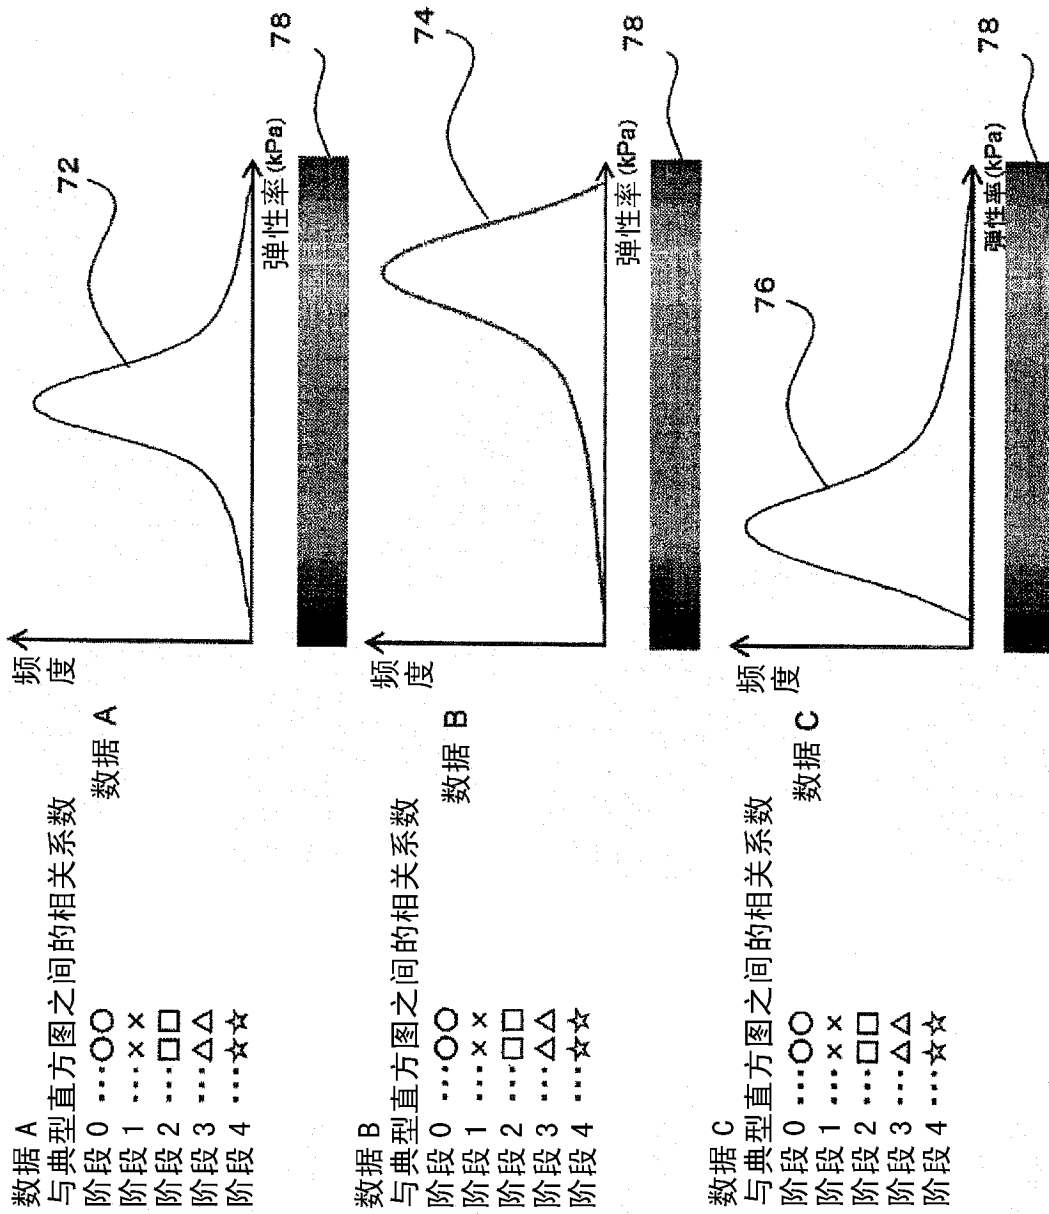 数据 A
与典型直方图之间的相关系数
阶段 0 ···○○
阶段 1 ···××
阶段 2 ···□□
阶段 3 ···△△
阶段 4 ···☆☆
数据 A
频度
72
弹性率(kPa)
78
数据 B
与典型直方图之间的相关系数
阶段 0 ···○○
阶段 1 ···××
阶段 2 ···□□
阶段 3 ···△△
阶段 4 ···☆☆
数据 B
频度
74
弹性率(kPa)
78
数据 C
与典型直方图之间的相关系数
阶段 0 ···○○
阶段 1 ···××
阶段 2 ···□□
阶段 3 ···△△
阶段 4 ···☆☆
数据 C
频度
76
弹性率(kPa)
78